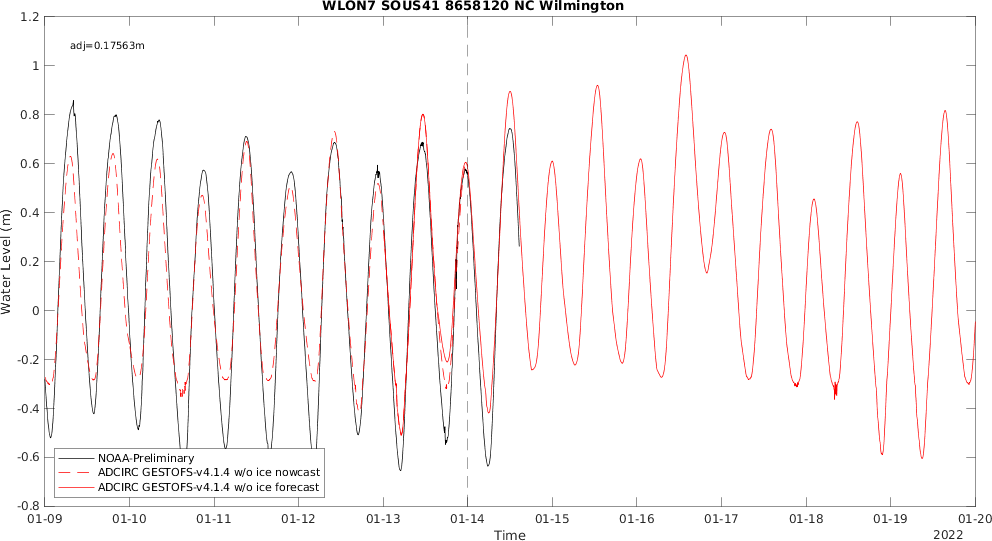 WLON7 SOUS41 8658120 NC Wilmington
adj=0.17563m
1.2
1
0.8
0.6
0.4
0.2
0
-0.2
-0.4
-0.6
-0.8
Water Level (m)
NOAA-Preliminary
ADCIRC GESTOFS-v4.1.4 w/o ice nowcast
ADCIRC GESTOFS-v4.1.4 w/o ice forecast
01-09 01-10 01-11 01-12 01-13 01-14 01-15 01-16 01-17 01-18 01-19 01-20
Time
2022